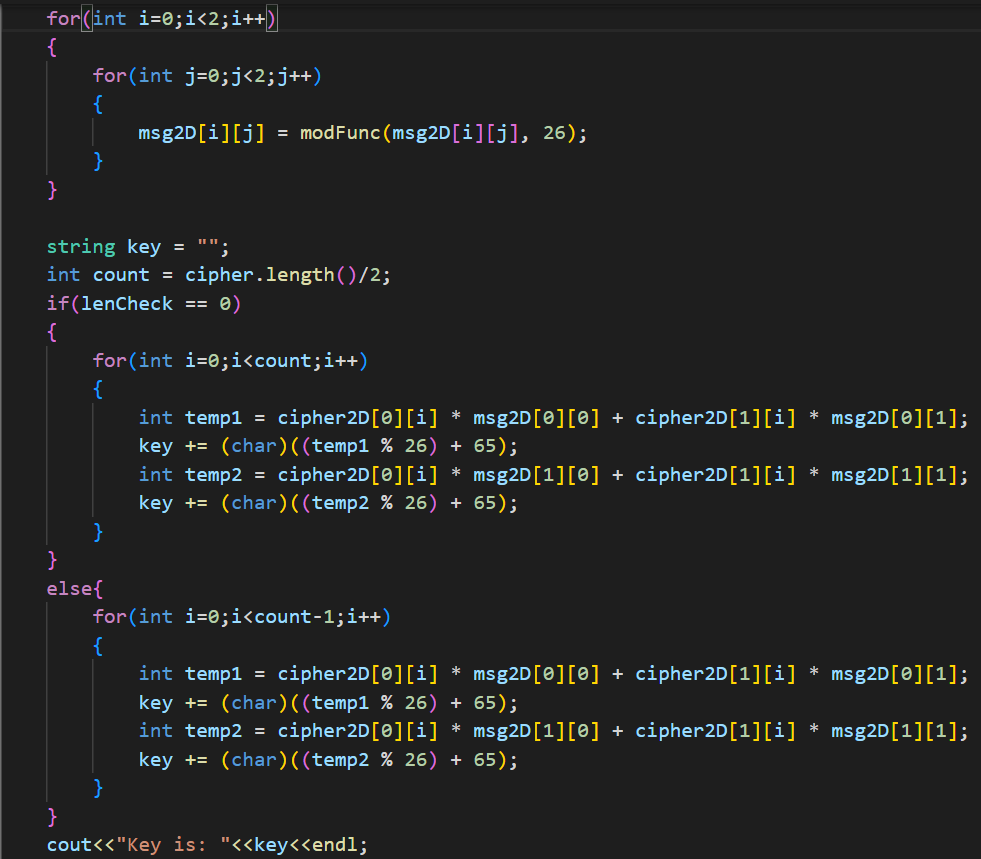 for(int i=0;i<2;i++)
{
    for(int j=0;j<2;j++)
    {
        msg2D[i][j] = modFunc(msg2D[i][j], 26);
    }
}

string key = "";
int count = cipher.length()/2;
if(lenCheck == 0)
{
    for(int i=0;i<count;i++)
    {
        int temp1 = cipher2D[0][i] * msg2D[0][0] + cipher2D[1][i] * msg2D[0][1];
        key += (char)((temp1 % 26) + 65);
        int temp2 = cipher2D[0][i] * msg2D[1][0] + cipher2D[1][i] * msg2D[1][1];
        key += (char)((temp2 % 26) + 65);
    }
}
else{
    for(int i=0;i<count-1;i++)
    {
        int temp1 = cipher2D[0][i] * msg2D[0][0] + cipher2D[1][i] * msg2D[0][1];
        key += (char)((temp1 % 26) + 65);
        int temp2 = cipher2D[0][i] * msg2D[1][0] + cipher2D[1][i] * msg2D[1][1];
        key += (char)((temp2 % 26) + 65);
    }
}
cout<<"Key is: "<<key<<endl;